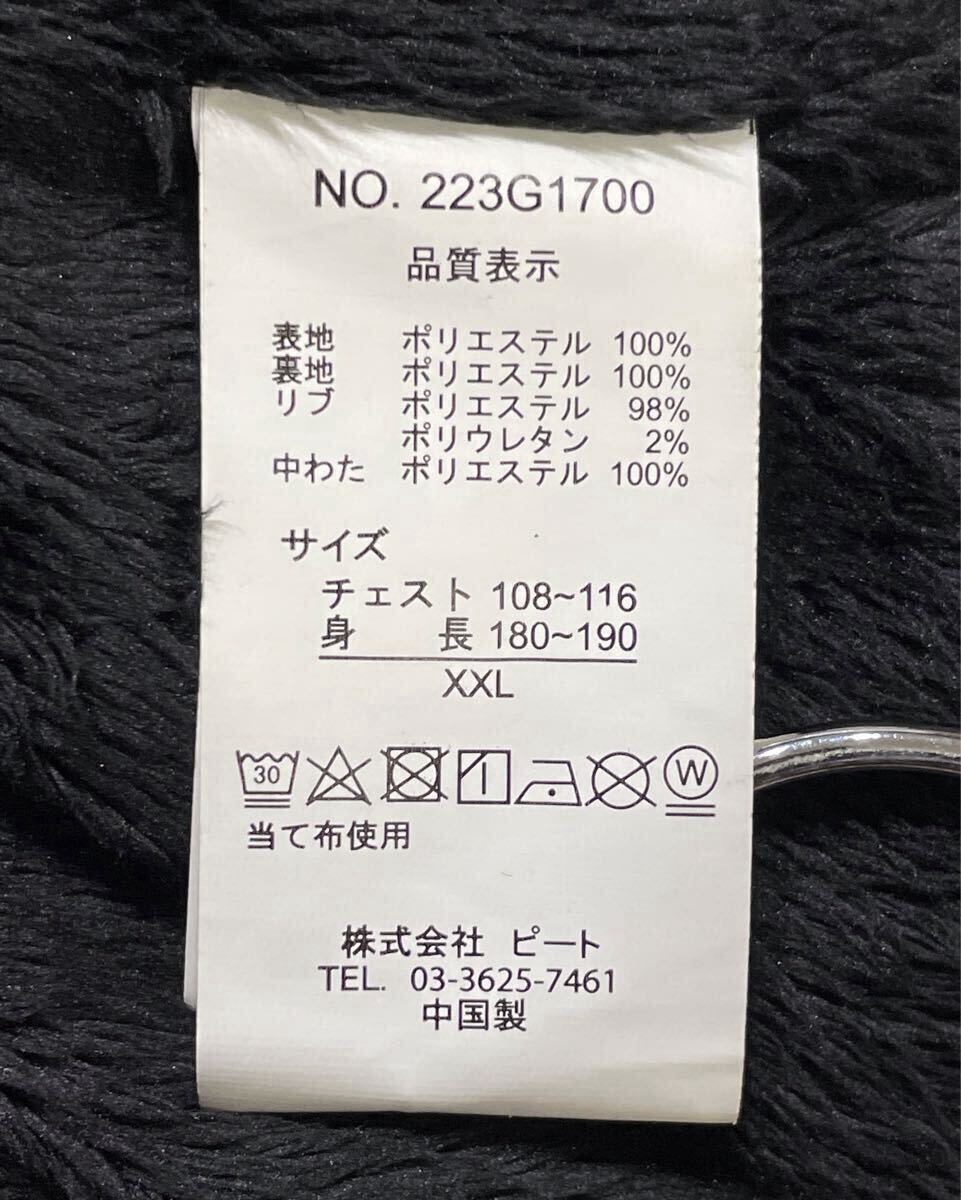 NO. 223G1700
品質表示
表地 ポリエステル 100%
裏地 ポリエステル 100%
リブ ポリエステル 98%
ポリウレタン 2%
中わた ポリエステル 100%
サイズ
チェスト 108~116
身 長 180~190
XXL
30 W
当て布使用
株式会社 ピート
TEL. 03-3625-7461
中国製